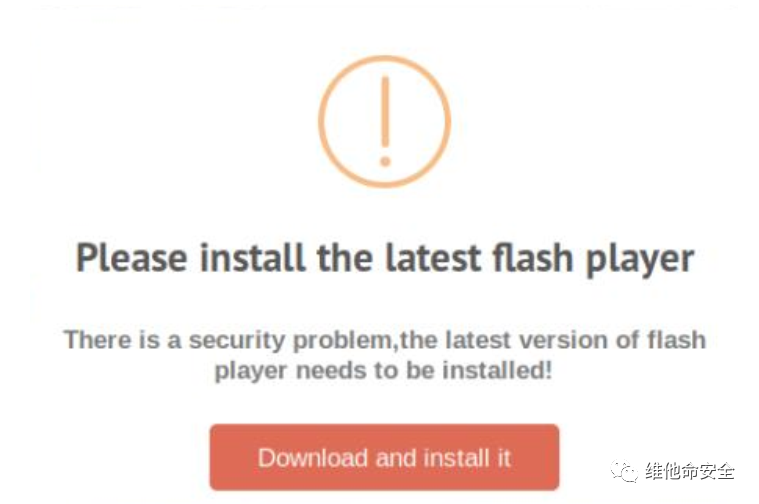 Please install the latest flash player
There is a security problem,the latest version of flash
player needs to be installed!
Download and install it
维他命安全